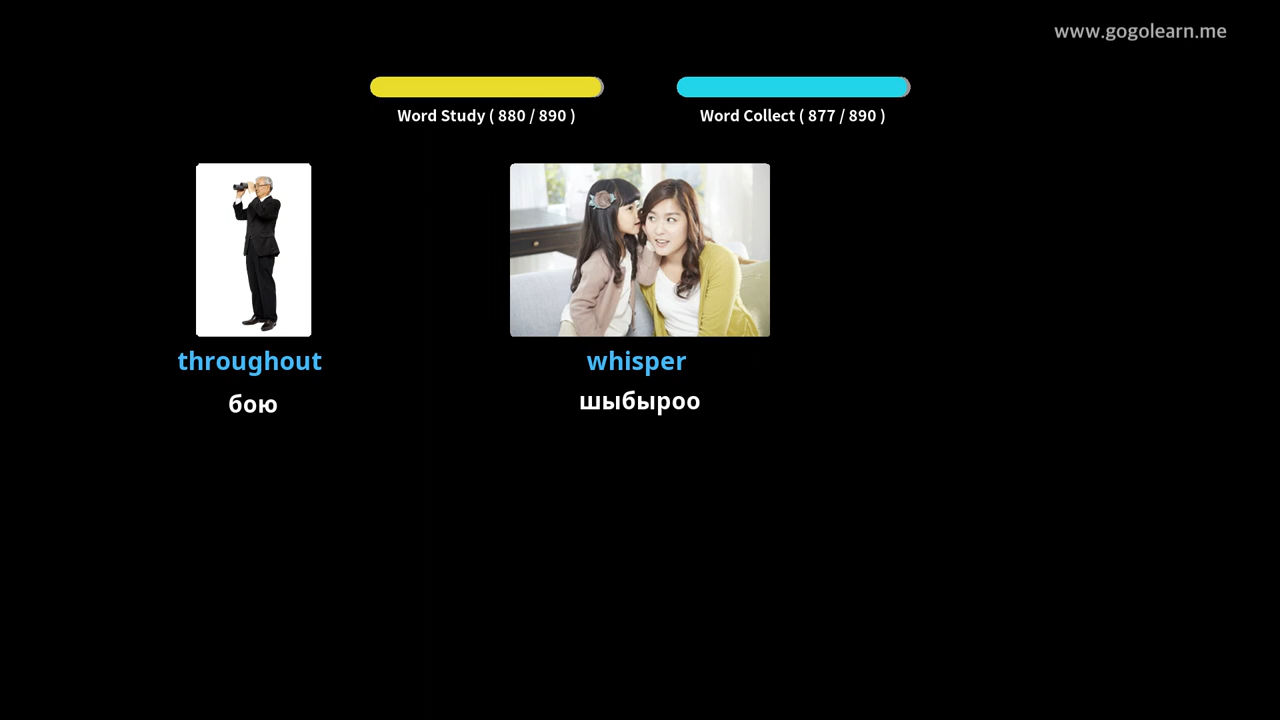 www.gogolearn.me
Word Study ( 880 / 890 )
Word Collect ( 877 / 890 )
throughout
whisper
бою
шыбыроо